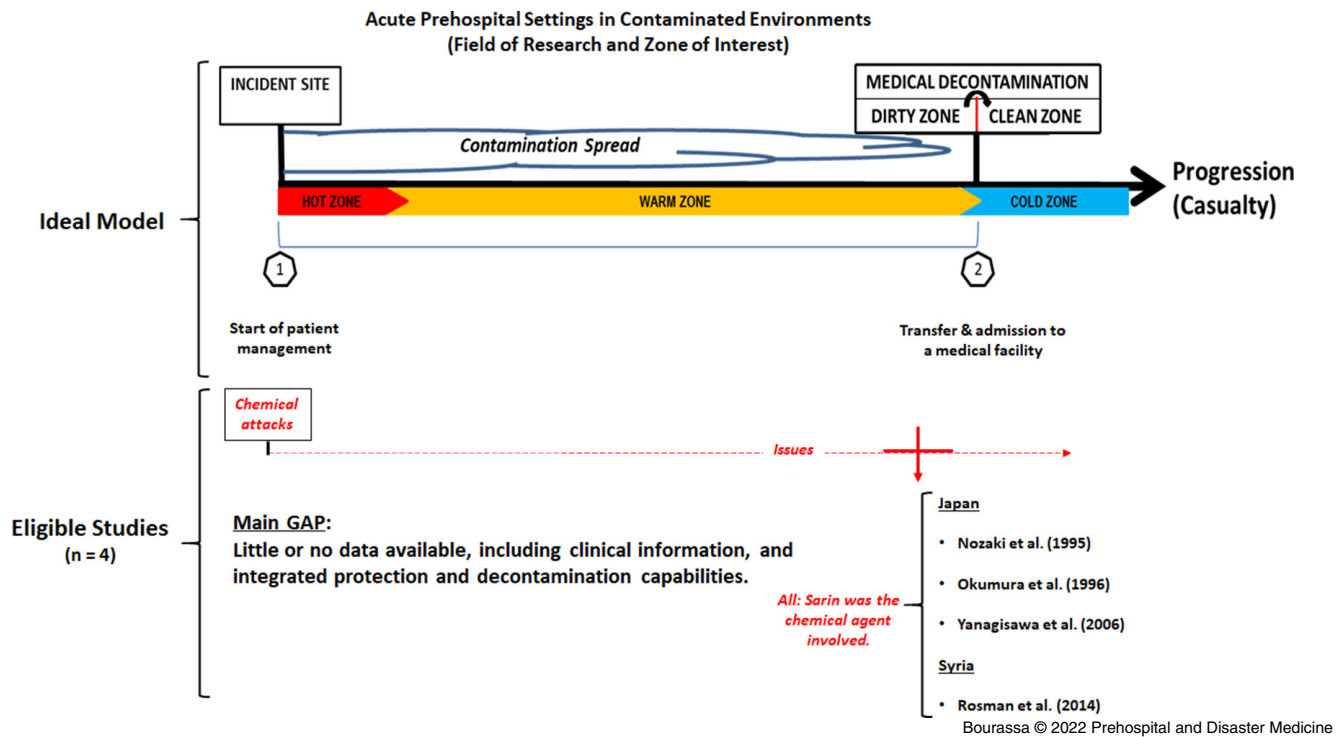 Acute Prehospital Settings in Contaminated Environments
(Field of Research and Zone of Interest)
INCIDENT SITE
MEDICAL DECONTAMINATION
DIRTY ZONE
CLEAN ZONE
Contamination Spread
Progression
(Casualty)
HOT ZONE
WARM ZONE
COLD ZONE
Ideal Model
1
2
Start of patient
management
Transfer & admission to
a medical facility
Chemical
attacks
Issues
Eligible Studies
(n = 4)
Main GAP:
Little or no data available, including clinical information, and
integrated protection and decontamination capabilities.
All: Sarin was the
chemical agent
involved.
Japan
• Nozaki et al. (1995)
• Okumura et al. (1996)
• Yanagisawa et al. (2006)
Syria
• Rosman et al. (2014)
Bourassa © 2022 Prehospital and Disaster Medicine